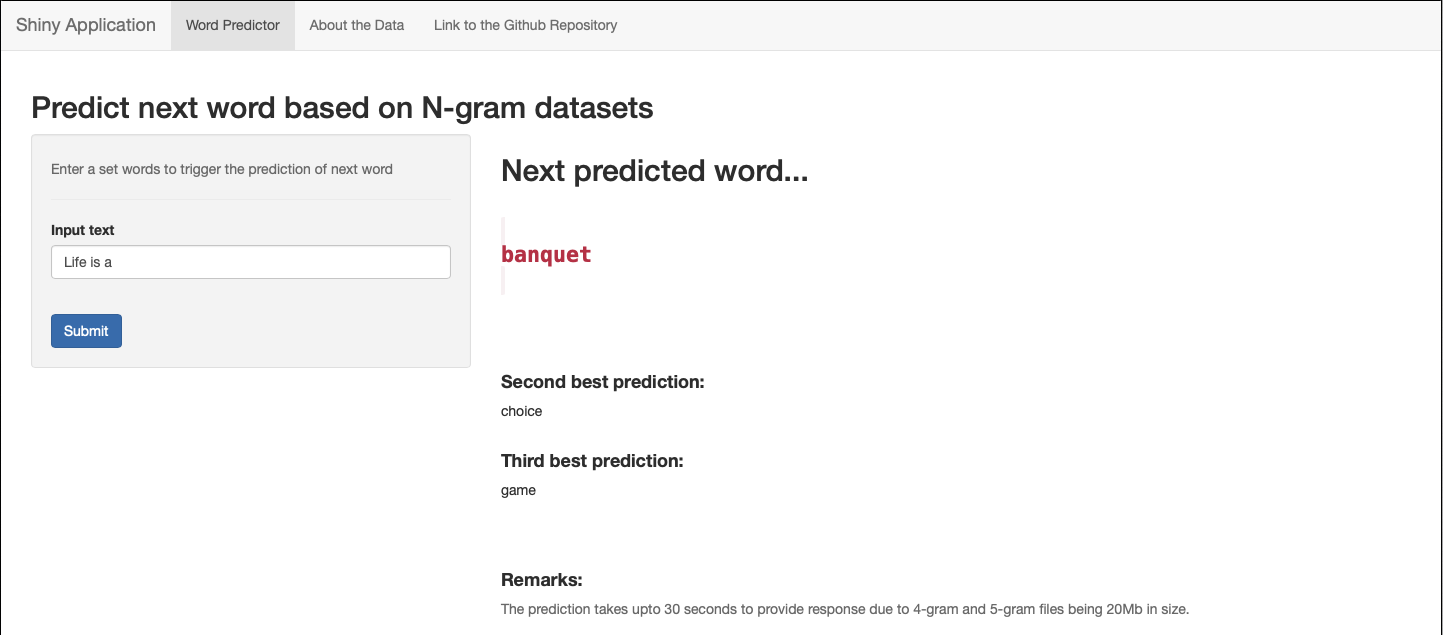 Shiny Application Word Predictor About the Data Link to the Github Repository
Predict next word based on N-gram datasets
Enter a set words to trigger the prediction of next word
Input text
Life is a
Submit
Next predicted word...
banquet
Second best prediction:
choice
Third best prediction:
game
Remarks:
The prediction takes upto 30 seconds to provide response due to 4-gram and 5-gram files being 20Mb in size.